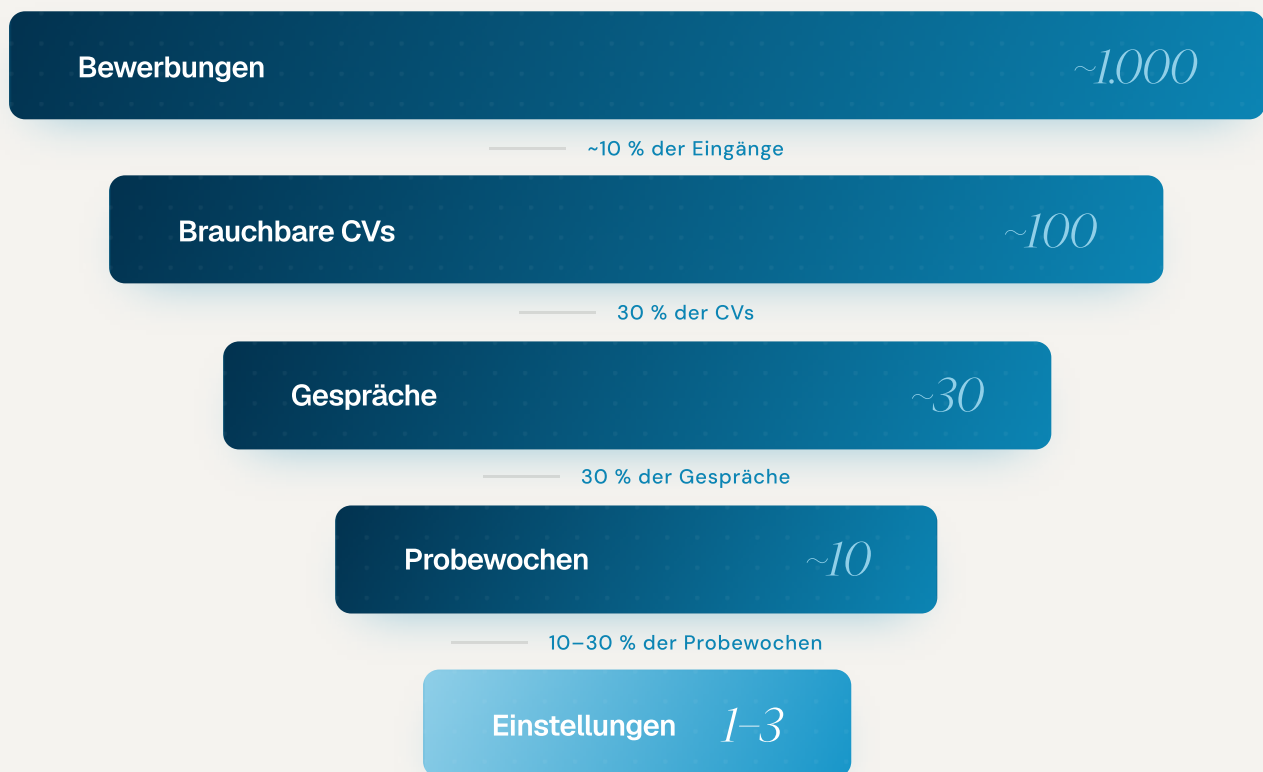 Bewerbungen ~1.000
~10 % der Eingänge
Brauchbare CVs ~100
30 % der CVs
Gespräche ~30
30 % der Gespräche
Probewochen ~10
10–30 % der Probewochen
Einstellungen 1–3